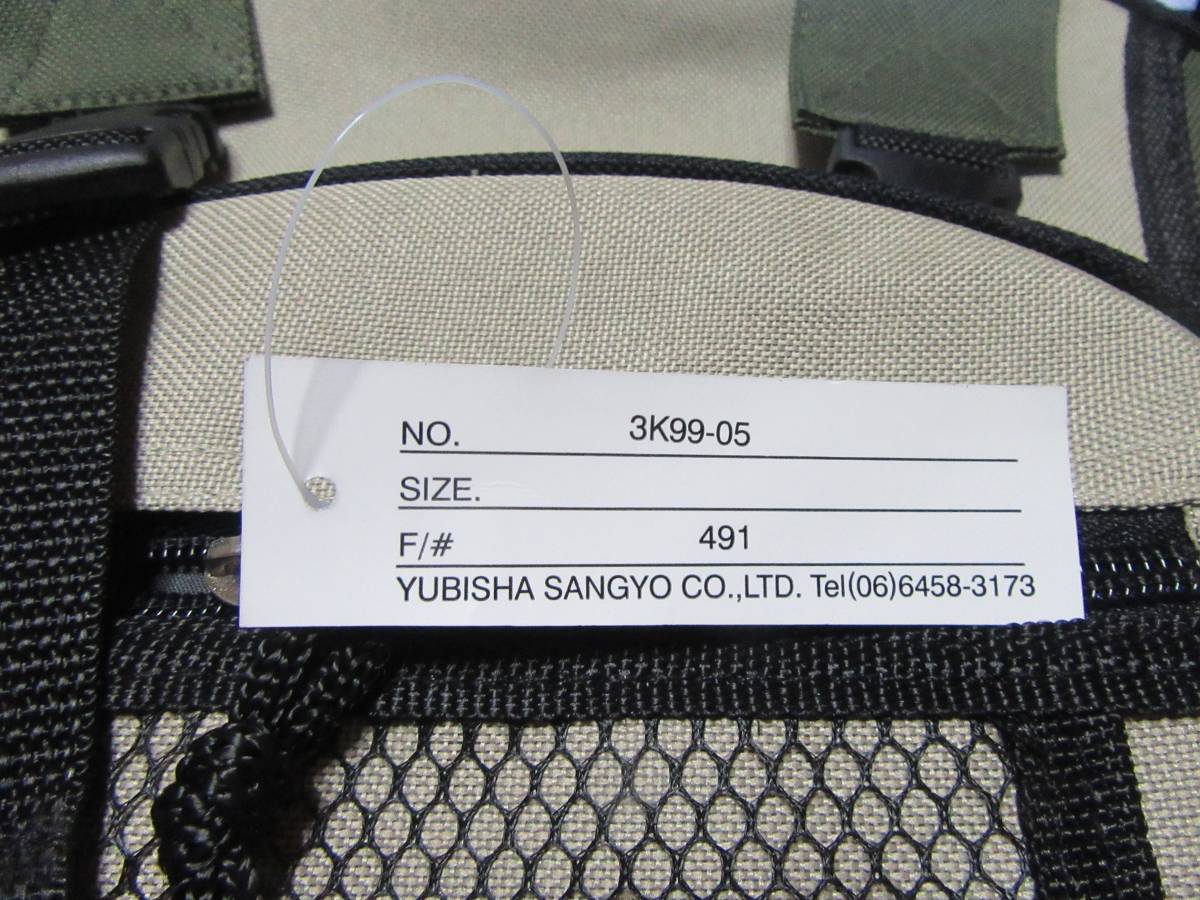 NO. 3K99-05
SIZE.
F/# 491
YUBISHA SANGYO CO.,LTD. Tel(06)6458-3173